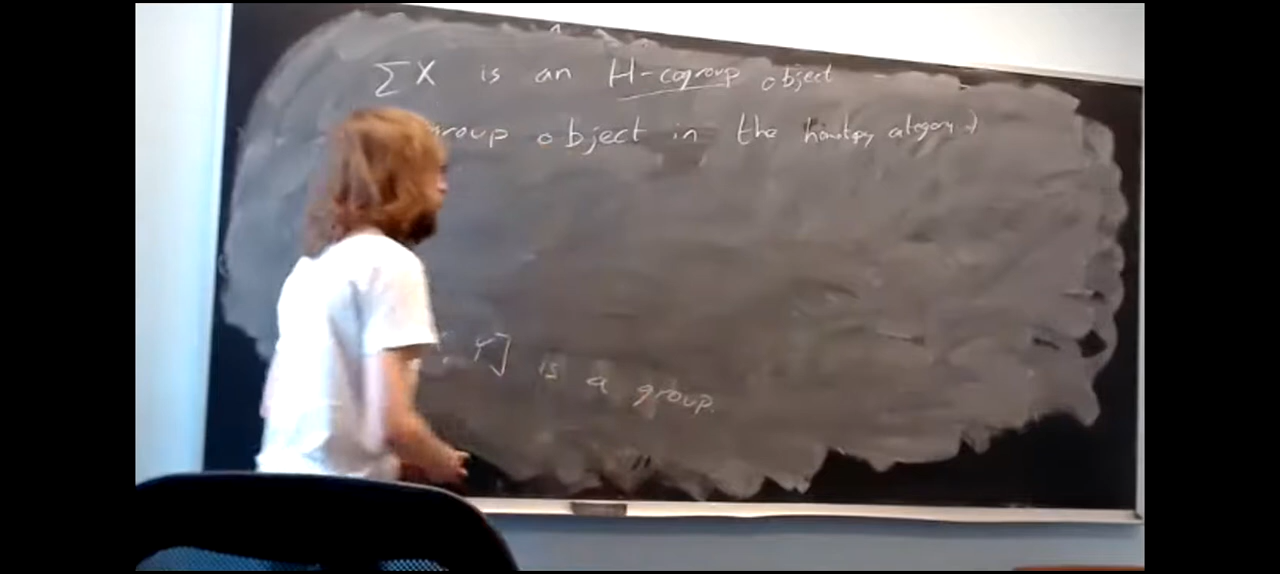 ΣX is an H-cogroup object
group object in the homotopy category)
Y] is a group.